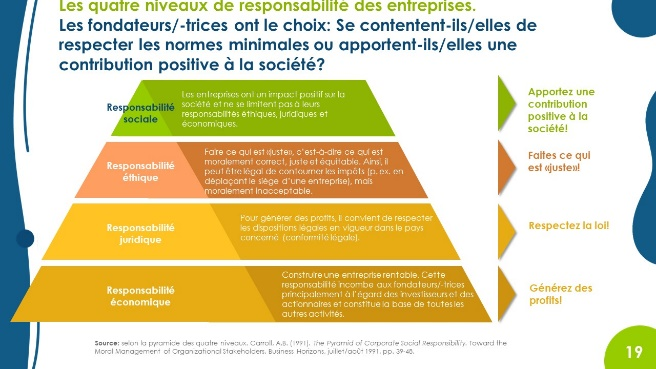 Les quatre niveaux de responsabilité des entreprises.
Les fondateurs/-trices ont le choix: Se contentent-ils/elles de
respecter les normes minimales ou apportent-ils/elles une
contribution positive à la société?
Responsabilité
sociale
Les entreprises ont un impact positif sur la
société et ne se limitent pas à leurs
responsabilités éthiques, juridiques et
économiques.
Apportez une
contribution
positive à la
société!
Responsabilité
éthique
Faire ce qui est «juste», c'est-à-dire ce qui est
moralement correct, juste et équitable. Ainsi, il
peut être légal de contourner les impôts (p. ex. en
déplaçant le siège d'une entreprise), mais
moralement inacceptable.
Faites ce qui
est «juste»!
Responsabilité
juridique
Pour générer des profits, il convient de respecter
les dispositions légales en vigueur dans le pays
concerné (conformité légale).
Respectez la loi!
Responsabilité
économique
Construire une entreprise rentable. Cette
responsabilité incombe aux fondateurs/-trices
principalement à l'égard des investisseurs et des
actionnaires et constitue la base de toutes les
autres activités.
Générez des
profits!
Source: selon la pyramide des quatre niveaux, Carroll, A.B. (1991). The Pyramid of Corporate Social Responsibility. Toward the
Moral Management of Organizational Stakeholders. Business Horizons, juillet/août 1991, pp. 39-48.
19